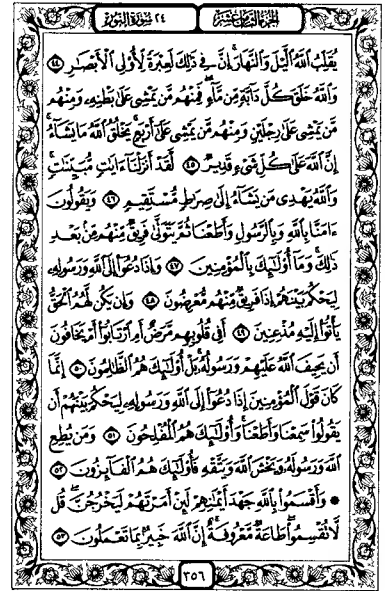 الجزء الثامن عشر ٢٤ سورة النور
يُقَلِّبُ ٱللَّهُ ٱلَّيْلَ وَٱلنَّهَارَ إِنَّ فِى ذَٰلِكَ لَعِبْرَةً لِّأُو۟لِى ٱلْأَبْصَٰرِ ٤٤
وَٱللَّهُ خَلَقَ كُلَّ دَآبَّةٍ مِّن مَّآءٍ فَمِنْهُم مَّن يَمْشِى عَلَىٰ بَطْنِهِۦ وَمِنْهُم
مَّن يَمْشِى عَلَىٰ رِجْلَيْنِ وَمِنْهُم مَّن يَمْشِى عَلَىٰٓ أَرْبَعٍ يَخْلُقُ ٱللَّهُ مَا يَشَآءُ
إِنَّ ٱللَّهَ عَلَىٰ كُلِّ شَىْءٍ قَدِيرٌ ٤٥ لَّقَدْ أَنزَلْنَآ ءَايَٰتٍ مُّبَيِّنَٰتٍ
وَٱللَّهُ يَهْدِى مَن يَشَآءُ إِلَىٰ صِرَٰطٍ مُّسْتَقِيمٍ ٤٦ وَيَقُولُونَ
ءَامَنَّا بِٱللَّهِ وَبِٱلرَّسُولِ وَأَطَعْنَا ثُمَّ يَتَوَلَّىٰ فَرِيقٌ مِّنْهُم مِّنۢ بَعْدِ
ذَٰلِكَ وَمَآ أُو۟لَٰٓئِكَ بِٱلْمُؤْمِنِينَ ٤٧ وَإِذَا دُعُوٓا۟ إِلَى ٱللَّهِ وَرَسُولِهِۦ
لِيَحْكُمَ بَيْنَهُمْ إِذَا فَرِيقٌ مِّنْهُم مُّعْرِضُونَ ٤٨ وَإِن يَكُن لَّهُمُ ٱلْحَقُّ
يَأْتُوٓا۟ إِلَيْهِ مُذْعِنِينَ ٤٩ أَفِى قُلُوبِهِم مَّرَضٌ أَمِ ٱرْتَابُوٓا۟ أَمْ يَخَافُونَ
أَن يَحِيفَ ٱللَّهُ عَلَيْهِمْ وَرَسُولُهُۥ بَلْ أُو۟لَٰٓئِكَ هُمُ ٱلظَّٰلِمُونَ ٥٠ إِنَّمَا
كَانَ قَوْلَ ٱلْمُؤْمِنِينَ إِذَا دُعُوٓا۟ إِلَى ٱللَّهِ وَرَسُولِهِۦ لِيَحْكُمَ بَيْنَهُمْ أَن
يَقُولُوا۟ سَمِعْنَا وَأَطَعْنَا وَأُو۟لَٰٓئِكَ هُمُ ٱلْمُفْلِحُونَ ٥١ وَمَن يُطِعِ
ٱللَّهَ وَرَسُولَهُۥ وَيَخْشَ ٱللَّهَ وَيَتَّقْهِ فَأُو۟لَٰٓئِكَ هُمُ ٱلْفَآئِزُونَ ٥٢
۞ وَأَقْسَمُوا۟ بِٱللَّهِ جَهْدَ أَيْمَٰنِهِمْ لَئِنْ أَمَرْتَهُمْ لَيَخْرُجُنَّ قُل
لَّا تُقْسِمُوا۟ طَاعَةٌ مَّعْرُوفَةٌ إِنَّ ٱللَّهَ خَبِيرٌۢ بِمَا تَعْمَلُونَ ٥٣
٣٥٦